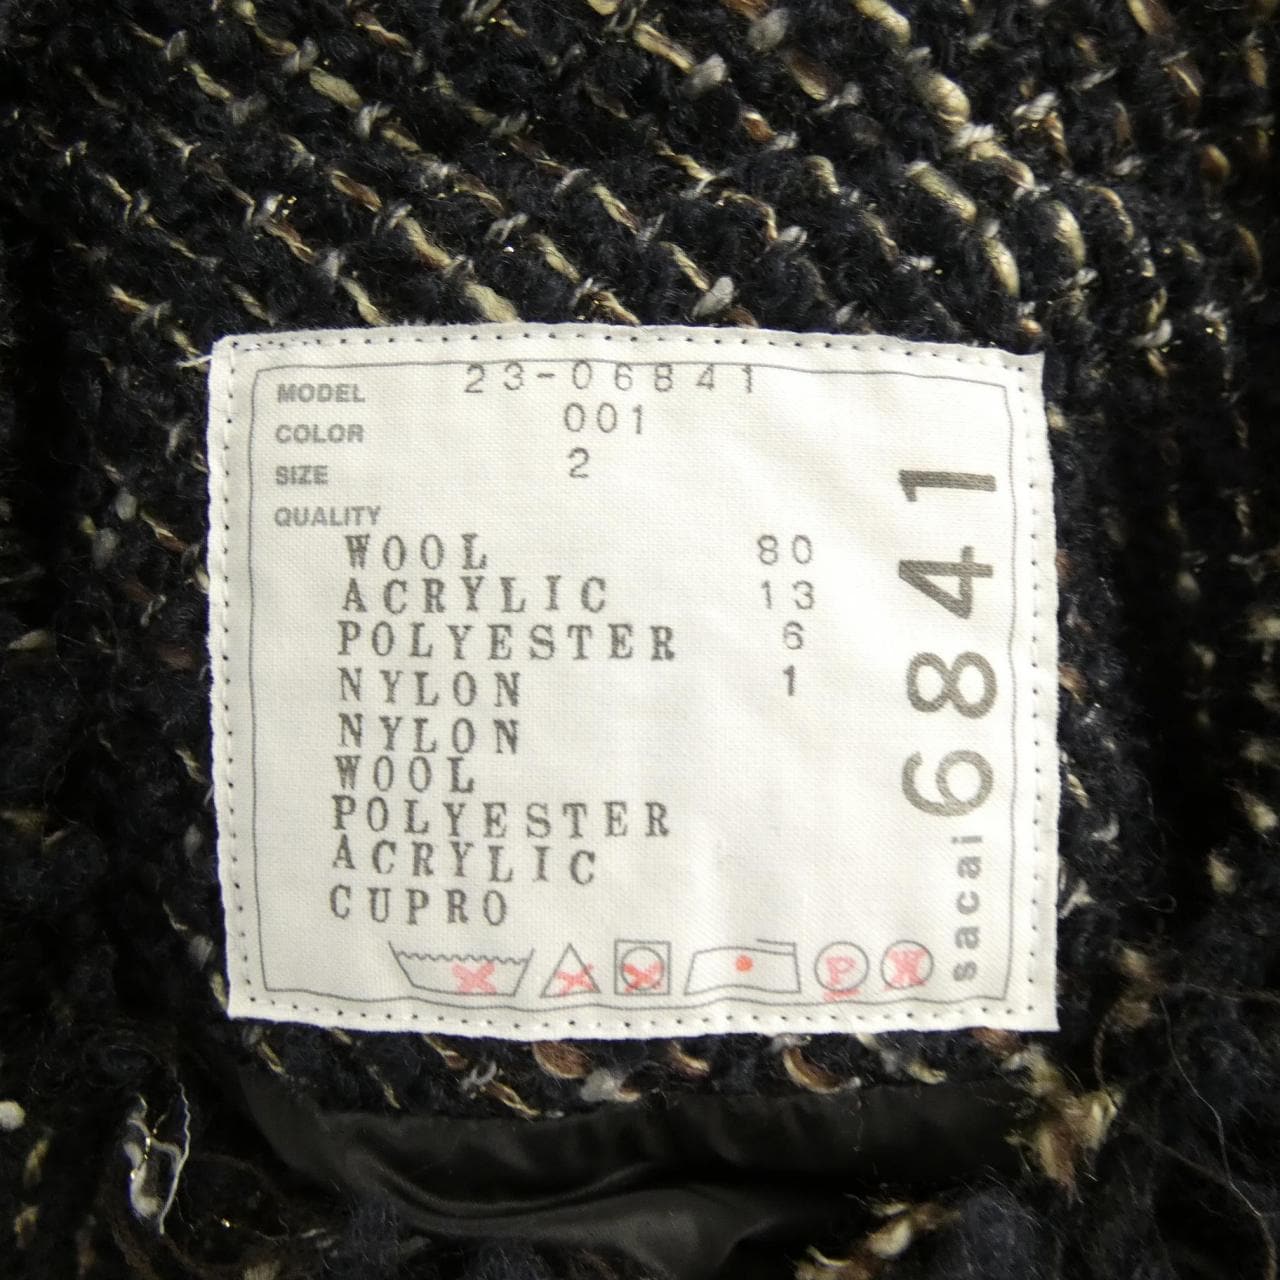 MODEL 23-06841
COLOR 001
SIZE 2
QUALITY
WOOL 80
ACRYLIC 13
POLYESTER 6
NYLON 1
NYLON
WOOL
POLYESTER
ACRYLIC
CUPRO
P W
sacai 6841